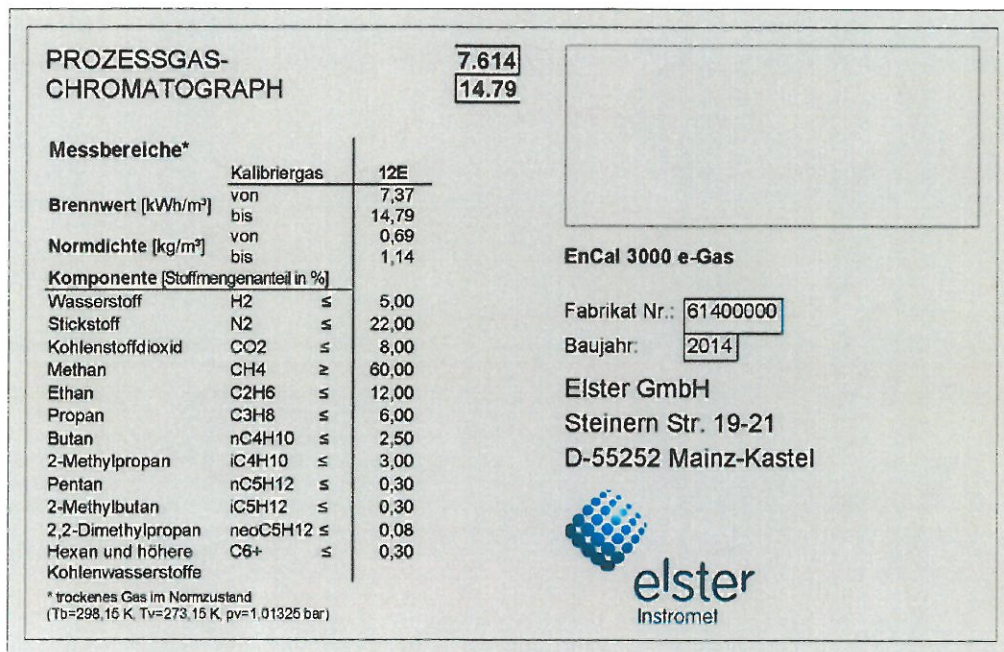 PROZESSGAS-
CHROMATOGRAPH
7.614
14.79
Messbereiche*
Kalibriergas 12E
Brennwert [kWh/m³] von 7,37
bis 14,79
Normdichte [kg/m³] von 0,69
bis 1,14
Komponente [Stoffmengenanteil in %]
Wasserstoff H2 ≤ 5,00
Stickstoff N2 ≤ 22,00
Kohlenstoffdioxid CO2 ≤ 8,00
Methan CH4 ≥ 60,00
Ethan C2H6 ≤ 12,00
Propan C3H8 ≤ 6,00
Butan nC4H10 ≤ 2,50
2-Methylpropan iC4H10 ≤ 3,00
Pentan nC5H12 ≤ 0,30
2-Methylbutan iC5H12 ≤ 0,30
2,2-Dimethylpropan neoC5H12 ≤ 0,08
Hexan und höhere C6+ ≤ 0,30
Kohlenwasserstoffe
* trockenes Gas im Normzustand
(Tb=298,15 K, Tv=273,15 K, pv=1,01325 bar)
EnCal 3000 e-Gas
Fabrikat Nr.: 61400000
Baujahr: 2014
Elster GmbH
Steinern Str. 19-21
D-55252 Mainz-Kastel
elster
Instromet